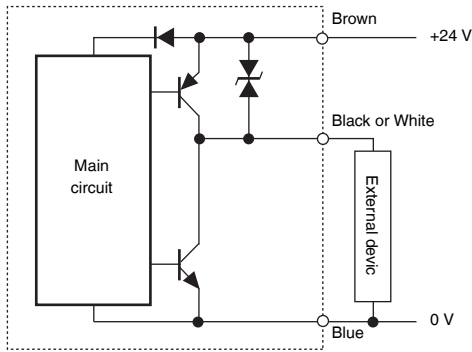 Brown
+24 V
Black or White
Main
circuit
External devic
0 V
Blue